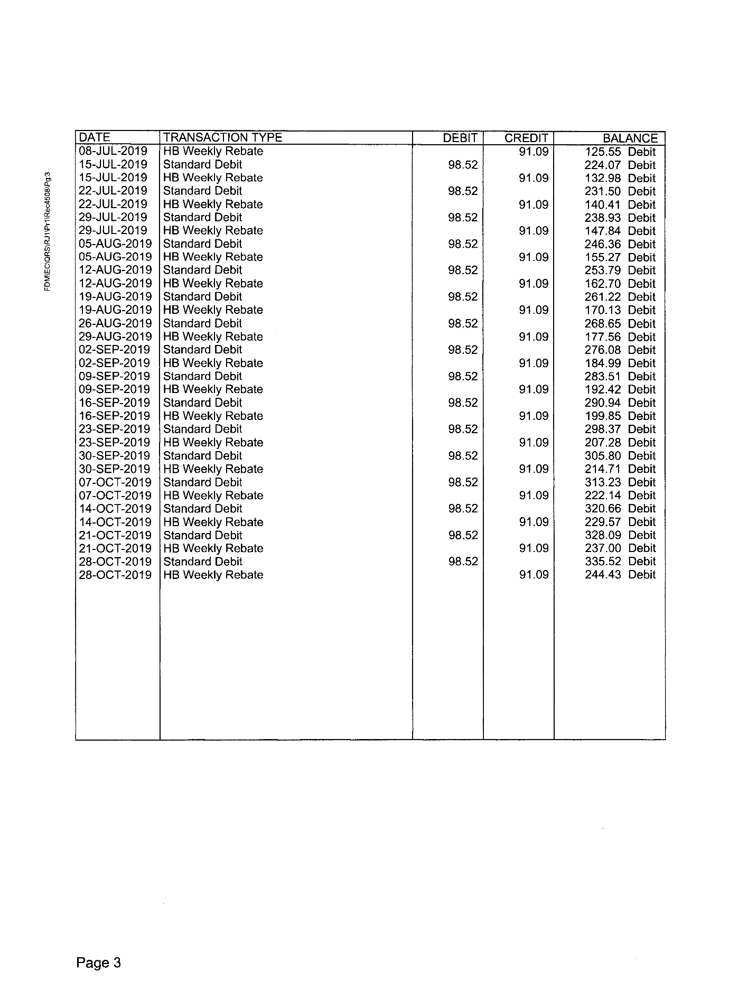 DATE TRANSACTION TYPE DEBIT CREDIT BALANCE
08-JUL-2019 HB Weekly Rebate 91.09 125.55 Debit
15-JUL-2019 Standard Debit 98.52 224.07 Debit
15-JUL-2019 HB Weekly Rebate 91.09 132.98 Debit
22-JUL-2019 Standard Debit 98.52 231.50 Debit
22-JUL-2019 HB Weekly Rebate 91.09 140.41 Debit
29-JUL-2019 Standard Debit 98.52 238.93 Debit
29-JUL-2019 HB Weekly Rebate 91.09 147.84 Debit
05-AUG-2019 Standard Debit 98.52 246.36 Debit
05-AUG-2019 HB Weekly Rebate 91.09 155.27 Debit
12-AUG-2019 Standard Debit 98.52 253.79 Debit
12-AUG-2019 HB Weekly Rebate 91.09 162.70 Debit
19-AUG-2019 Standard Debit 98.52 261.22 Debit
19-AUG-2019 HB Weekly Rebate 91.09 170.13 Debit
26-AUG-2019 Standard Debit 98.52 268.65 Debit
29-AUG-2019 HB Weekly Rebate 91.09 177.56 Debit
02-SEP-2019 Standard Debit 98.52 276.08 Debit
02-SEP-2019 HB Weekly Rebate 91.09 184.99 Debit
09-SEP-2019 Standard Debit 98.52 283.51 Debit
09-SEP-2019 HB Weekly Rebate 91.09 192.42 Debit
16-SEP-2019 Standard Debit 98.52 290.94 Debit
16-SEP-2019 HB Weekly Rebate 91.09 199.85 Debit
23-SEP-2019 Standard Debit 98.52 298.37 Debit
23-SEP-2019 HB Weekly Rebate 91.09 207.28 Debit
30-SEP-2019 Standard Debit 98.52 305.80 Debit
30-SEP-2019 HB Weekly Rebate 91.09 214.71 Debit
07-OCT-2019 Standard Debit 98.52 313.23 Debit
07-OCT-2019 HB Weekly Rebate 91.09 222.14 Debit
14-OCT-2019 Standard Debit 98.52 320.66 Debit
14-OCT-2019 HB Weekly Rebate 91.09 229.57 Debit
21-OCT-2019 Standard Debit 98.52 328.09 Debit
21-OCT-2019 HB Weekly Rebate 91.09 237.00 Debit
28-OCT-2019 Standard Debit 98.52 335.52 Debit
28-OCT-2019 HB Weekly Rebate 91.09 244.43 Debit
FDM\EC\QRS\RJ1\Pr1\Rec4508\Pg:3
Page 3